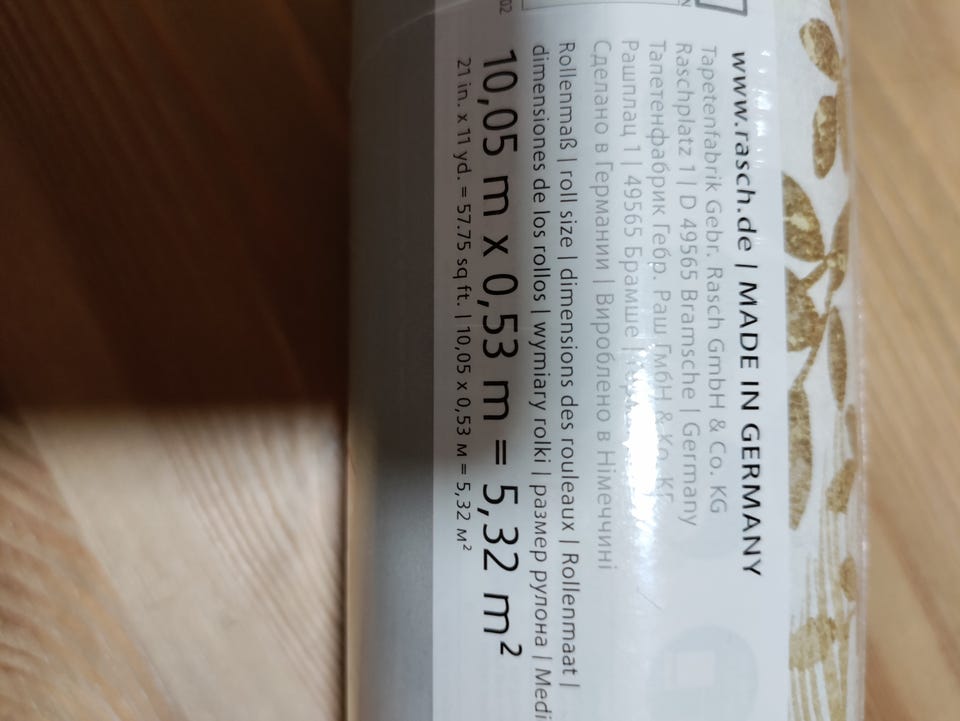 www.rasch.de | MADE IN GERMANY
Tapetenfabrik Gebr. Rasch GmbH & Co. KG
Raschplatz 1 | D 49565 Bramsche | Germany
Тапетенфабрик Гебр. Раш ГмбН & Ко. КГ
Рашплац 1 | 49565 Брамше |
Сделано в Германии | Вироблено в Німеччині
Rollenmaß | roll size | dimensions des rouleaux | Rollenmaat |
dimensiones de los rollos | wymiary rolki | размер рулона | Medi
10,05 m x 0,53 m = 5,32 m²
21 in. x 11 yd. = 57.75 sq ft. | 10,05 x 0,53 м = 5,32 м²
02